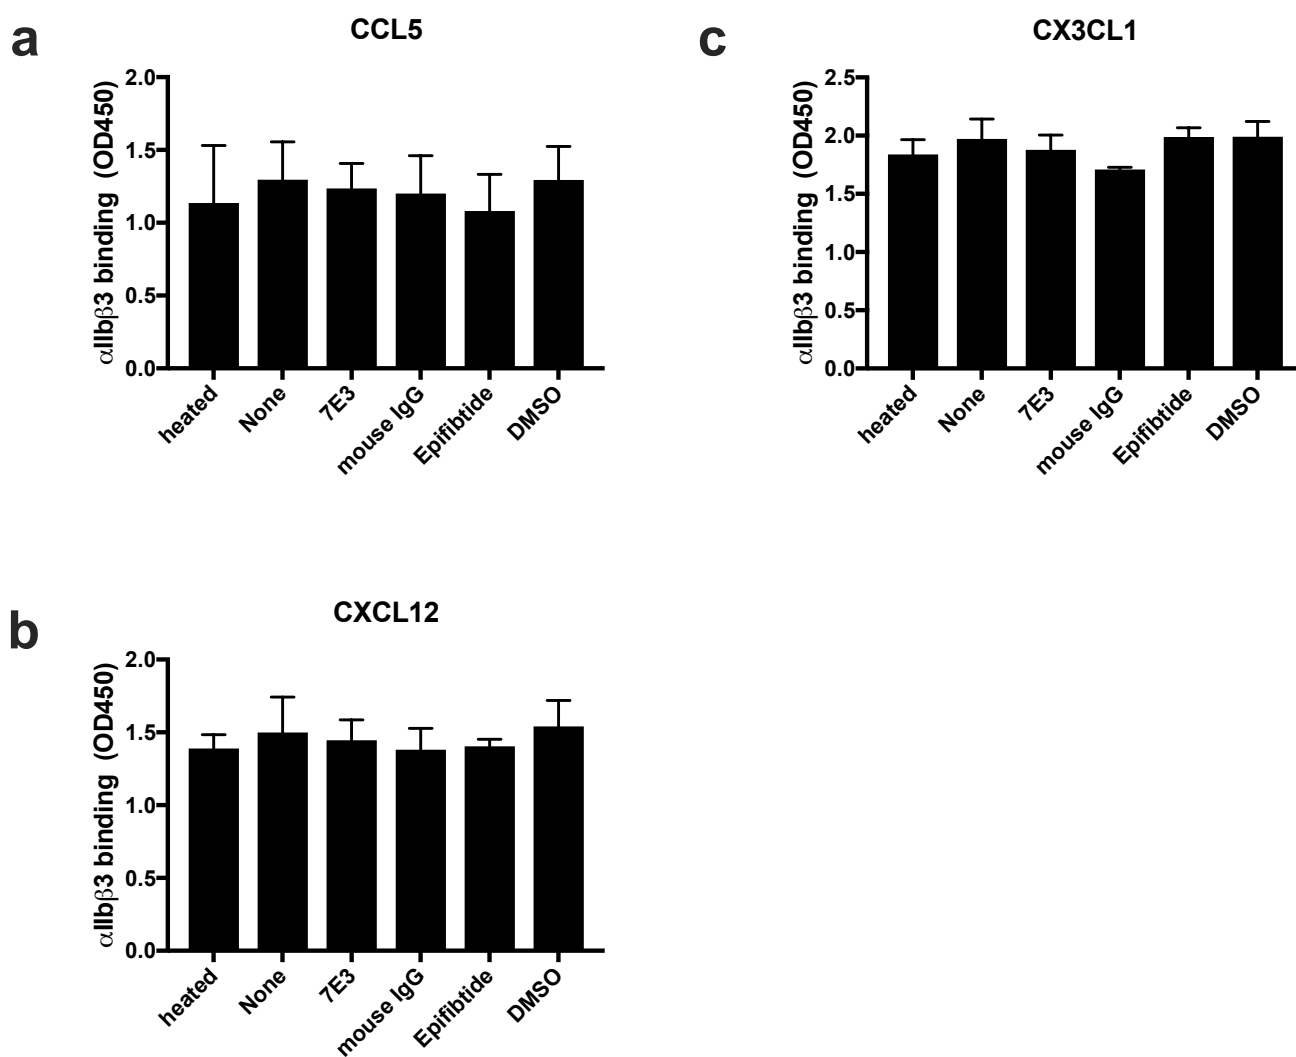 a
CCL5
αIIbβ3 binding (OD450)
2.0
1.5
1.0
0.5
0.0
heated
None
7E3
mouse IgG
Epifibtide
DMSO
c
CX3CL1
αIIbβ3 binding (OD450)
2.5
2.0
1.5
1.0
0.5
0.0
heated
None
7E3
mouse IgG
Epifibtide
DMSO
b
CXCL12
αIIbβ3 binding (OD450)
2.0
1.5
1.0
0.5
0.0
heated
None
7E3
mouse IgG
Epifibtide
DMSO